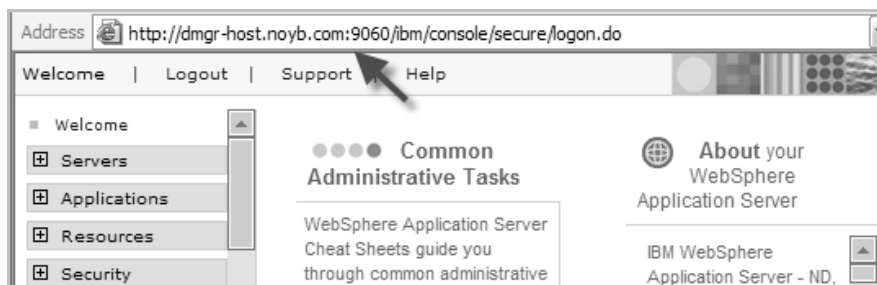 Address http://dmgr-host.noyb.com:9060/ibm/console/secure/logon.do
Welcome | Logout | Support | Help
Welcome
Servers
Applications
Resources
Security
Common
Administrative Tasks
WebSphere Application Server
Cheat Sheets guide you
through common administrative
About your
WebSphere
Application Server
IBM WebSphere
Application Server - ND,